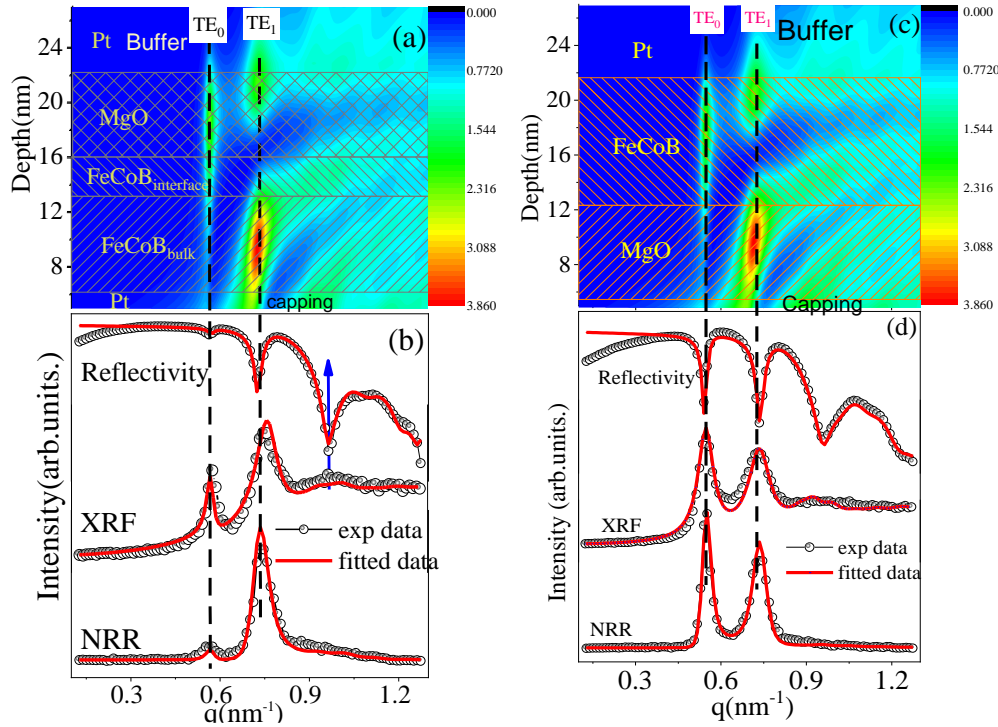 TE0
TE1
(a)
Pt Buffer
MgO
FeCoBinterface
FeCoBbulk
Pt
capping
Depth(nm)
24
20
16
12
8
0.000
0.7720
1.544
2.316
3.088
3.860
TE0
TE1
(c)
Buffer
Pt
FeCoB
MgO
Capping
Depth(nm)
24
20
16
12
8
0.000
0.7720
1.544
2.316
3.088
3.860
(b)
Reflectivity
XRF
NRR
exp data
fitted data
Intensity(arb.units.)
0.3 0.6 0.9 1.2
q(nm-1)
(d)
Reflectivity
XRF
NRR
exp data
fitted data
Intensity (arb.units.)
0.3 0.6 0.9 1.2
q(nm-1)